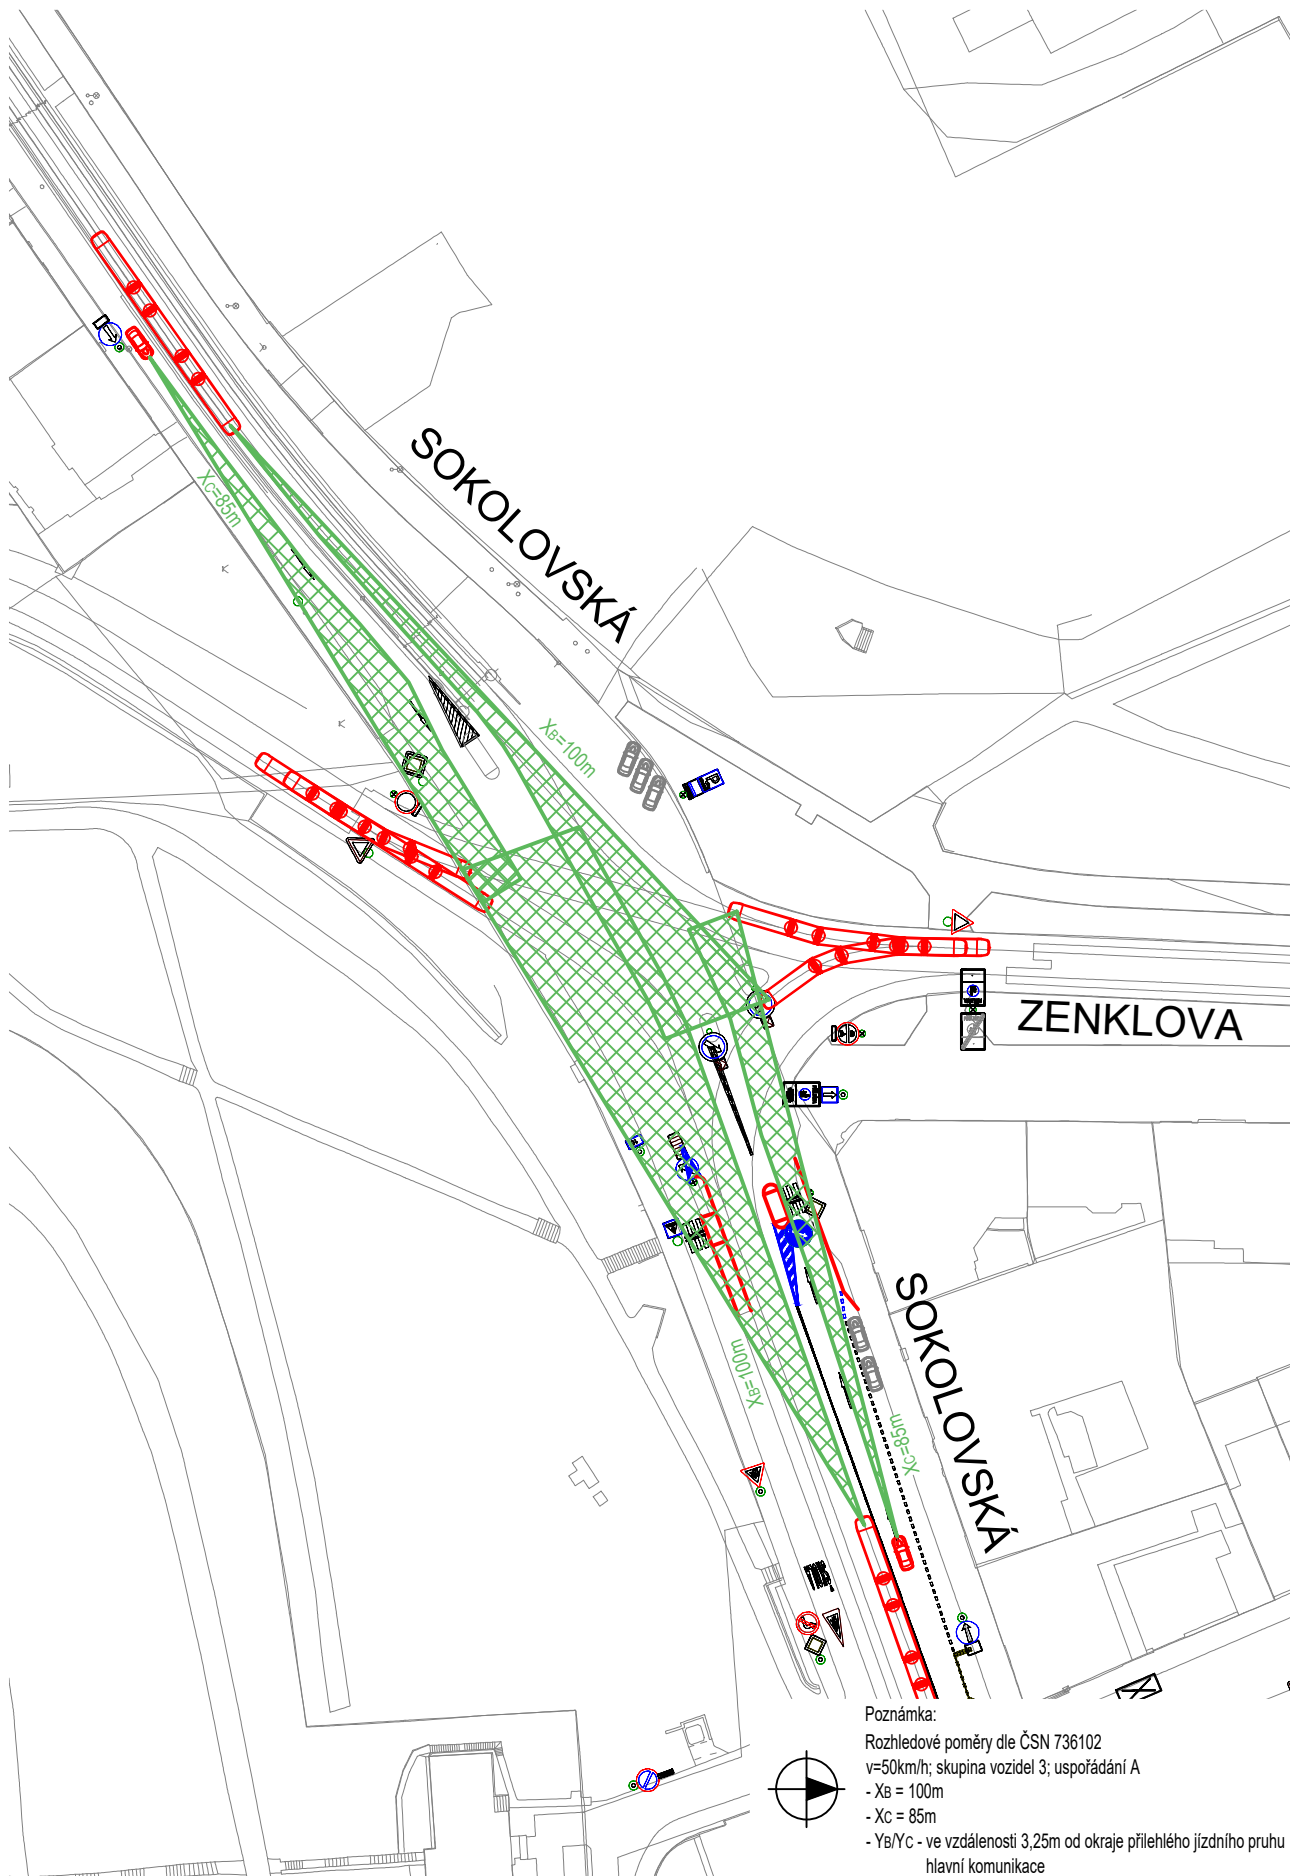 SOKOLOVSKÁ
XC=85m
XB=100m
ZENKLOVA
SOKOLOVSKÁ
XB=100m
XC=85m
Poznámka:
Rozhledové poměry dle ČSN 736102
v=50km/h; skupina vozidel 3; uspořádání A
- XB = 100m
- XC = 85m
- YB/YC - ve vzdálenosti 3,25m od okraje přilehlého jízdního pruhu
hlavní komunikace